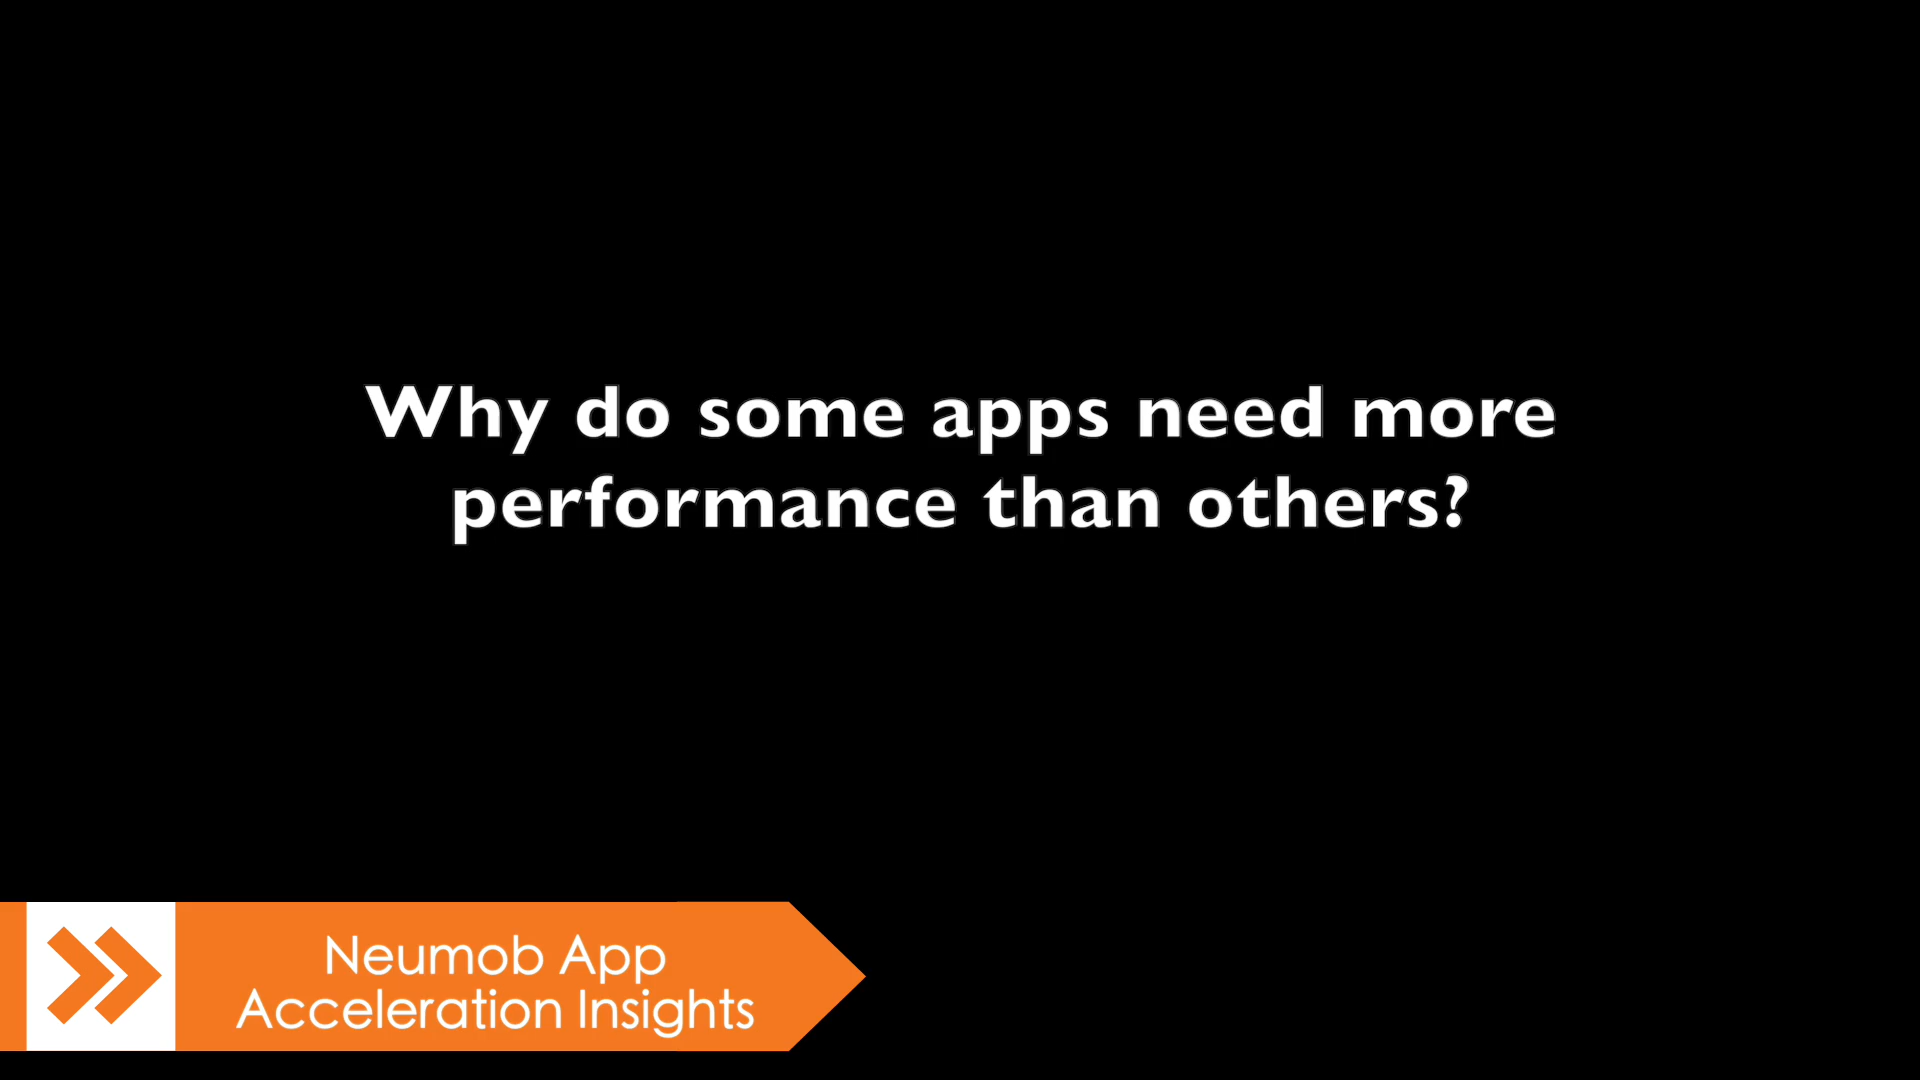 Why do some apps need more
performance than others?
Neumob App
Acceleration Insights